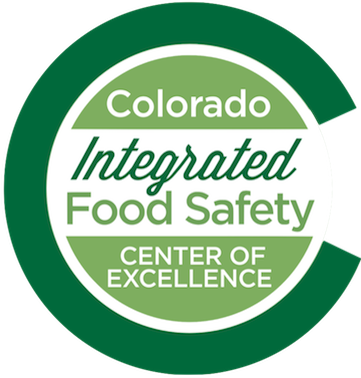 Colorado
Integrated
Food Safety
CENTER OF
EXCELLENCE